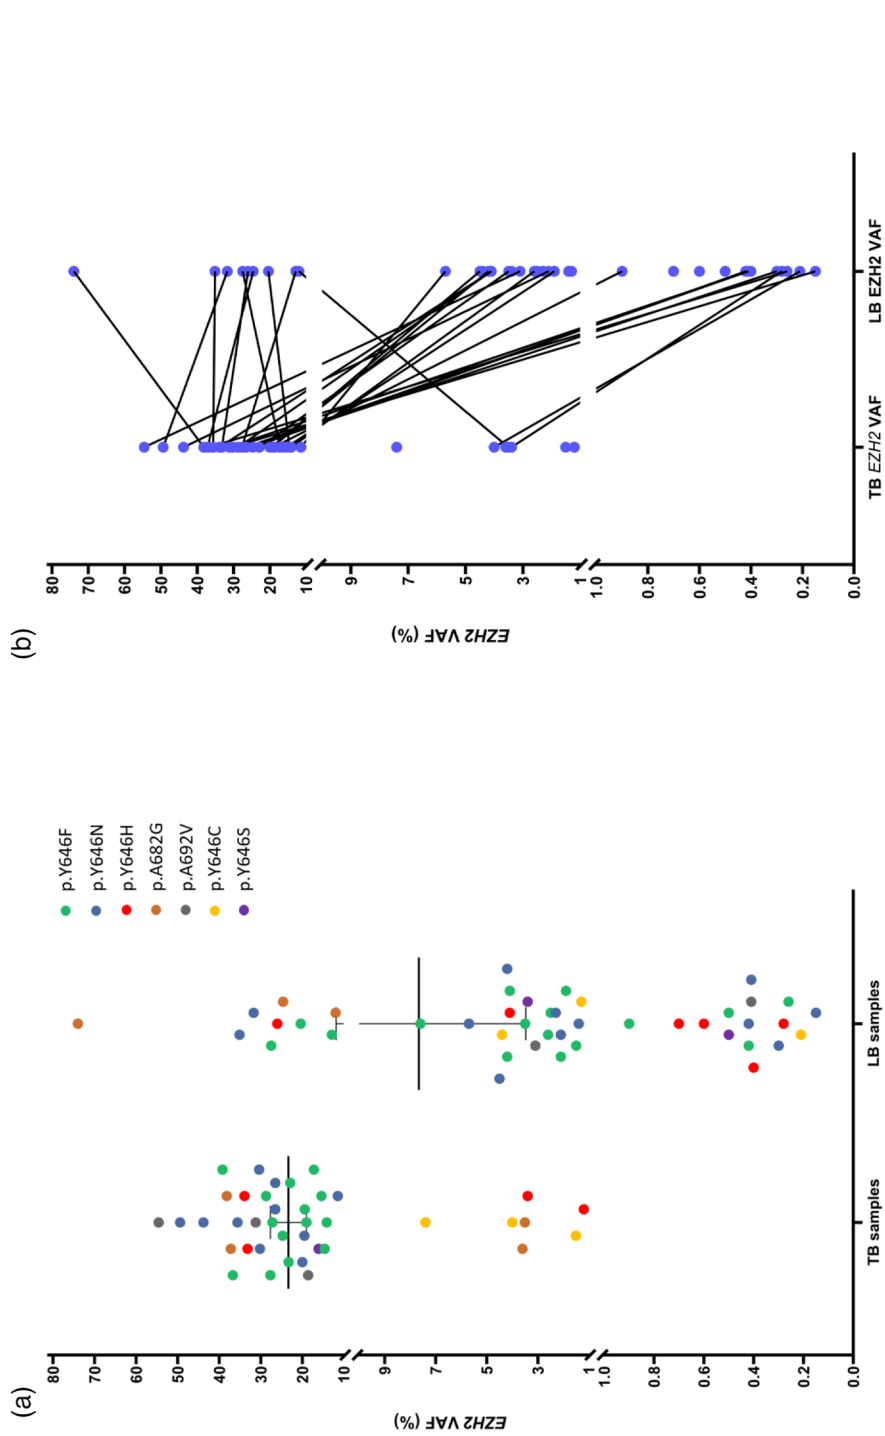 (a)
EZH2 VAF (%)
80
70
60
50
40
30
20
10
9
7
5
3
1
1.0
0.8
0.6
0.4
0.2
0.0
TB samples
LB samples
p.Y646F
p.Y646N
p.Y646H
p.A682G
p.A692V
p.Y646C
p.Y646S
(b)
EZH2 VAF (%)
80
70
60
50
40
30
20
10
9
7
5
3
1
1.0
0.8
0.6
0.4
0.2
0.0
TB EZH2 VAF
LB EZH2 VAF